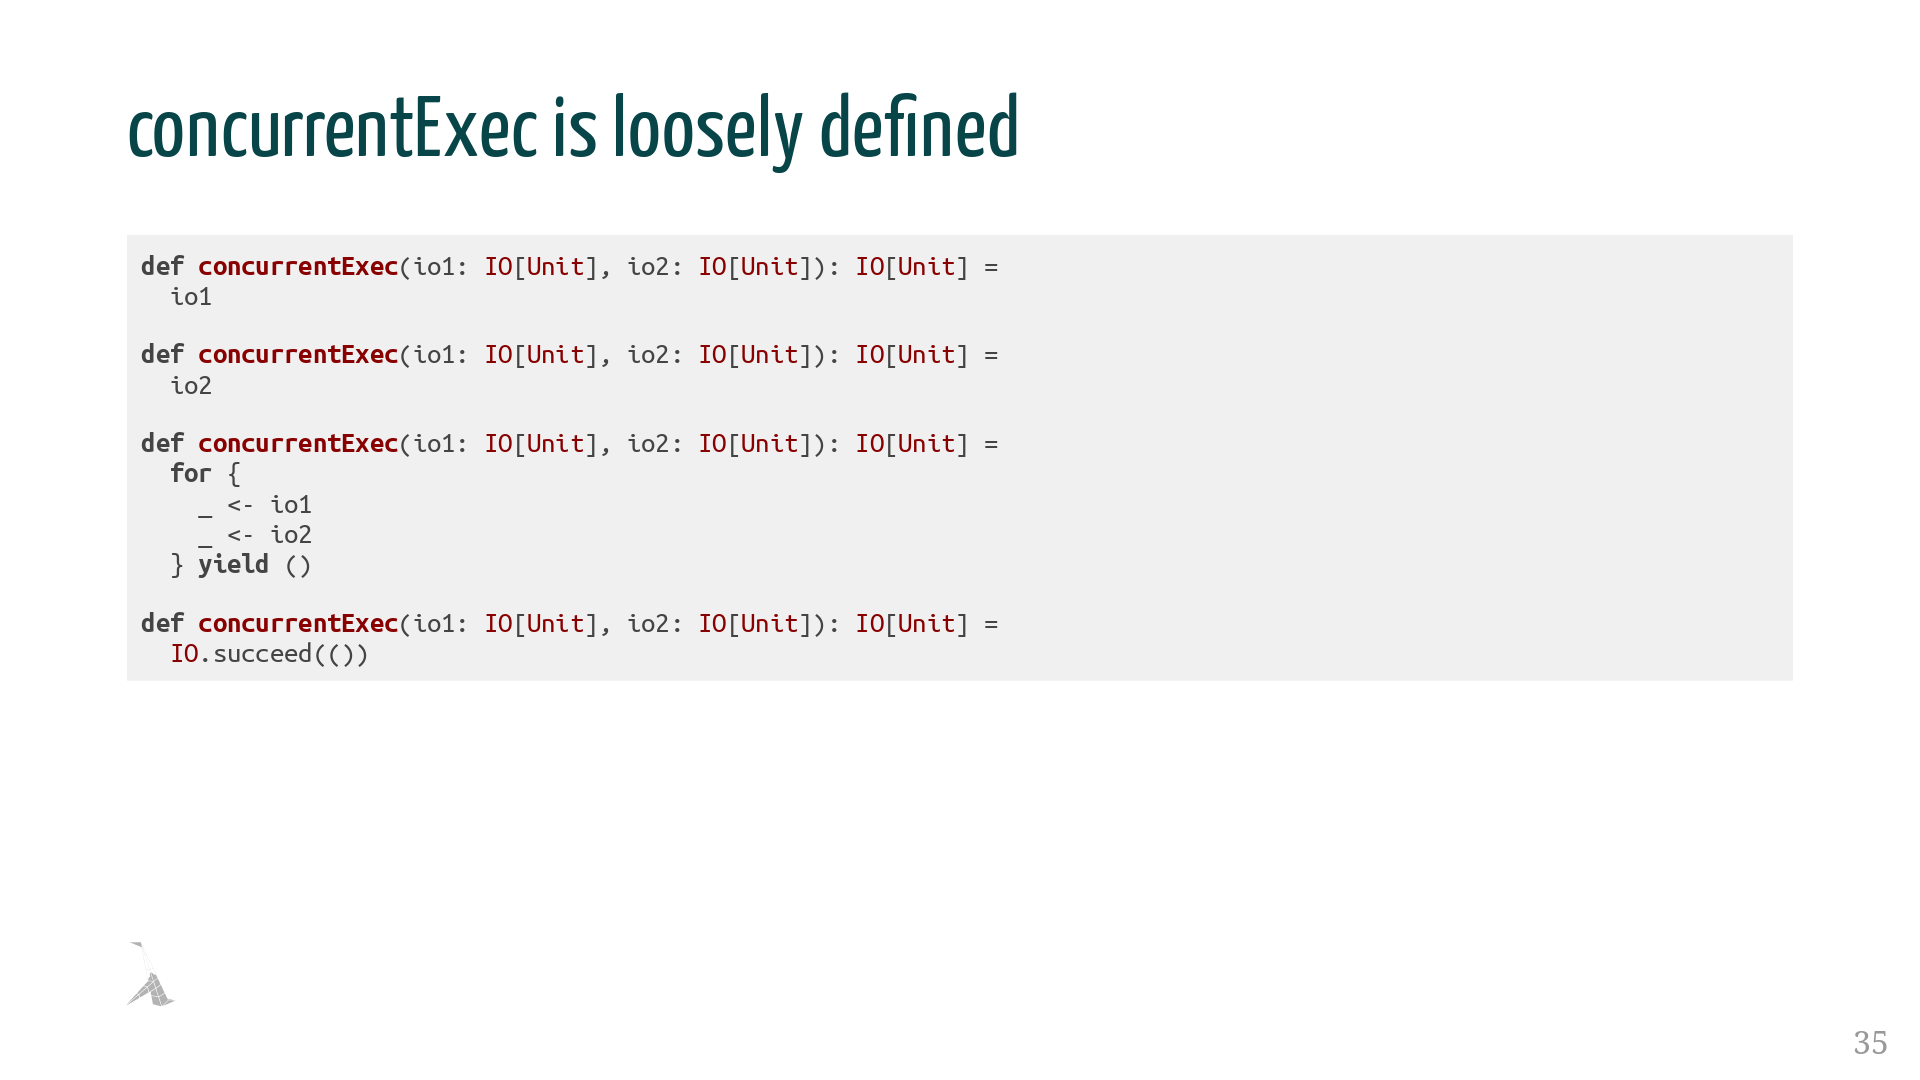 concurrentExec is loosely defined
def concurrentExec(io1: IO[Unit], io2: IO[Unit]): IO[Unit] =
  io1

def concurrentExec(io1: IO[Unit], io2: IO[Unit]): IO[Unit] =
  io2

def concurrentExec(io1: IO[Unit], io2: IO[Unit]): IO[Unit] =
  for {
    _ <- io1
    _ <- io2
  } yield ()

def concurrentExec(io1: IO[Unit], io2: IO[Unit]): IO[Unit] =
  IO.succeed(())
35